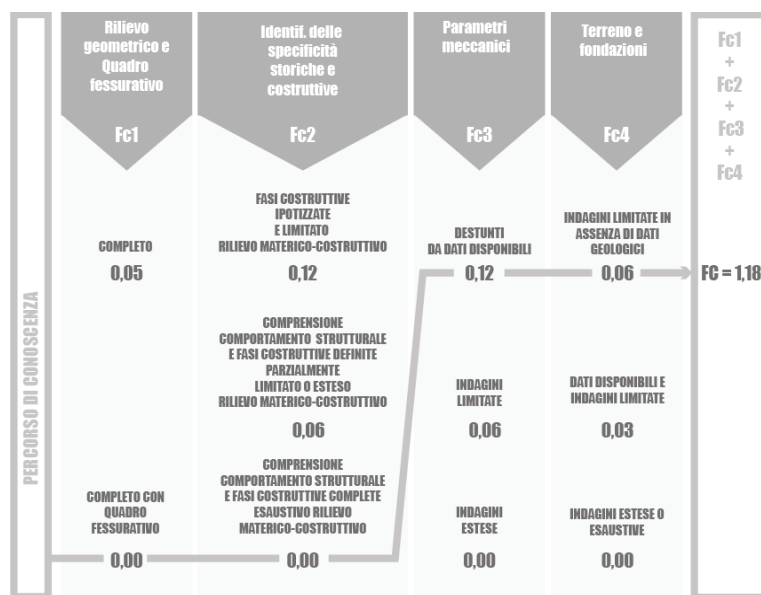 Rilievo
geometrico e
Quadro
fessurativo
Fc1
Identif. delle
specificità
storiche e
costruttive
Fc2
Parametri
meccanici
Fc3
Terreno e
fondazioni
Fc4
Fc1
+
Fc2
+
Fc3
+
Fc4
PERCORSO DI CONOSCENZA
COMPLETO
0,05
FASI COSTRUTTIVE
IPOTIZZATE
E LIMITATO
RILIEVO MATERICO-COSTRUTTIVO
0,12
DESTUNTI
DA DATI DISPONIBILI
0,12
INDAGINI LIMITATE IN
ASSENZA DI DATI
GEOLOGICI
0,06
FC = 1,18
COMPRENSIONE
COMPORTAMENTO STRUTTURALE
E FASI COSTRUTTIVE DEFINITE
PARZIALMENTE
LIMITATO O ESTESO
RILIEVO MATERICO-COSTRUTTIVO
0,06
INDAGINI
LIMITATE
0,06
DATI DISPONIBILI E
INDAGINI LIMITATE
0,03
COMPLETO CON
QUADRO
FESSURATIVO
0,00
COMPRENSIONE
COMPORTAMENTO STRUTTURALE
E FASI COSTRUTTIVE COMPLETE
ESAUSTIVO RILIEVO
MATERICO-COSTRUTTIVO
0,00
INDAGINI
ESTESE
0,00
INDAGINI ESTESE O
ESAUSTIVE
0,00